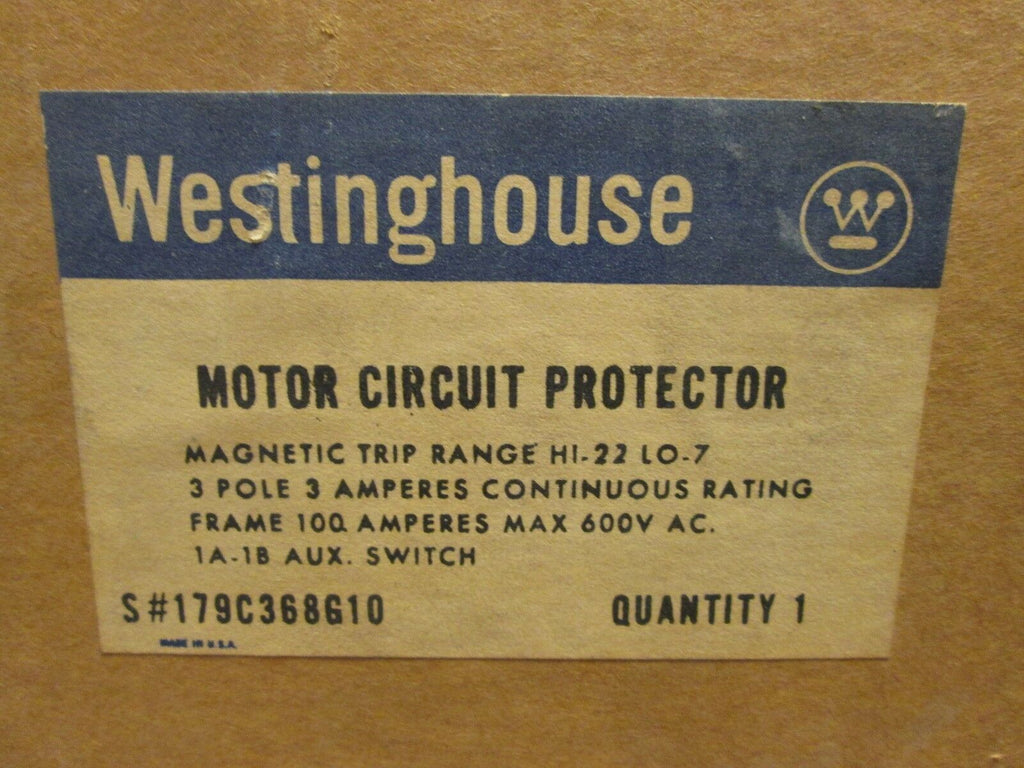 Westinghouse
W
MOTOR CIRCUIT PROTECTOR
MAGNETIC TRIP RANGE HI-22 LO-7
3 POLE 3 AMPERES CONTINUOUS RATING
FRAME 100 AMPERES MAX 600V AC.
1A-1B AUX. SWITCH
S#179C368G10 QUANTITY 1
MADE IN U.S.A.